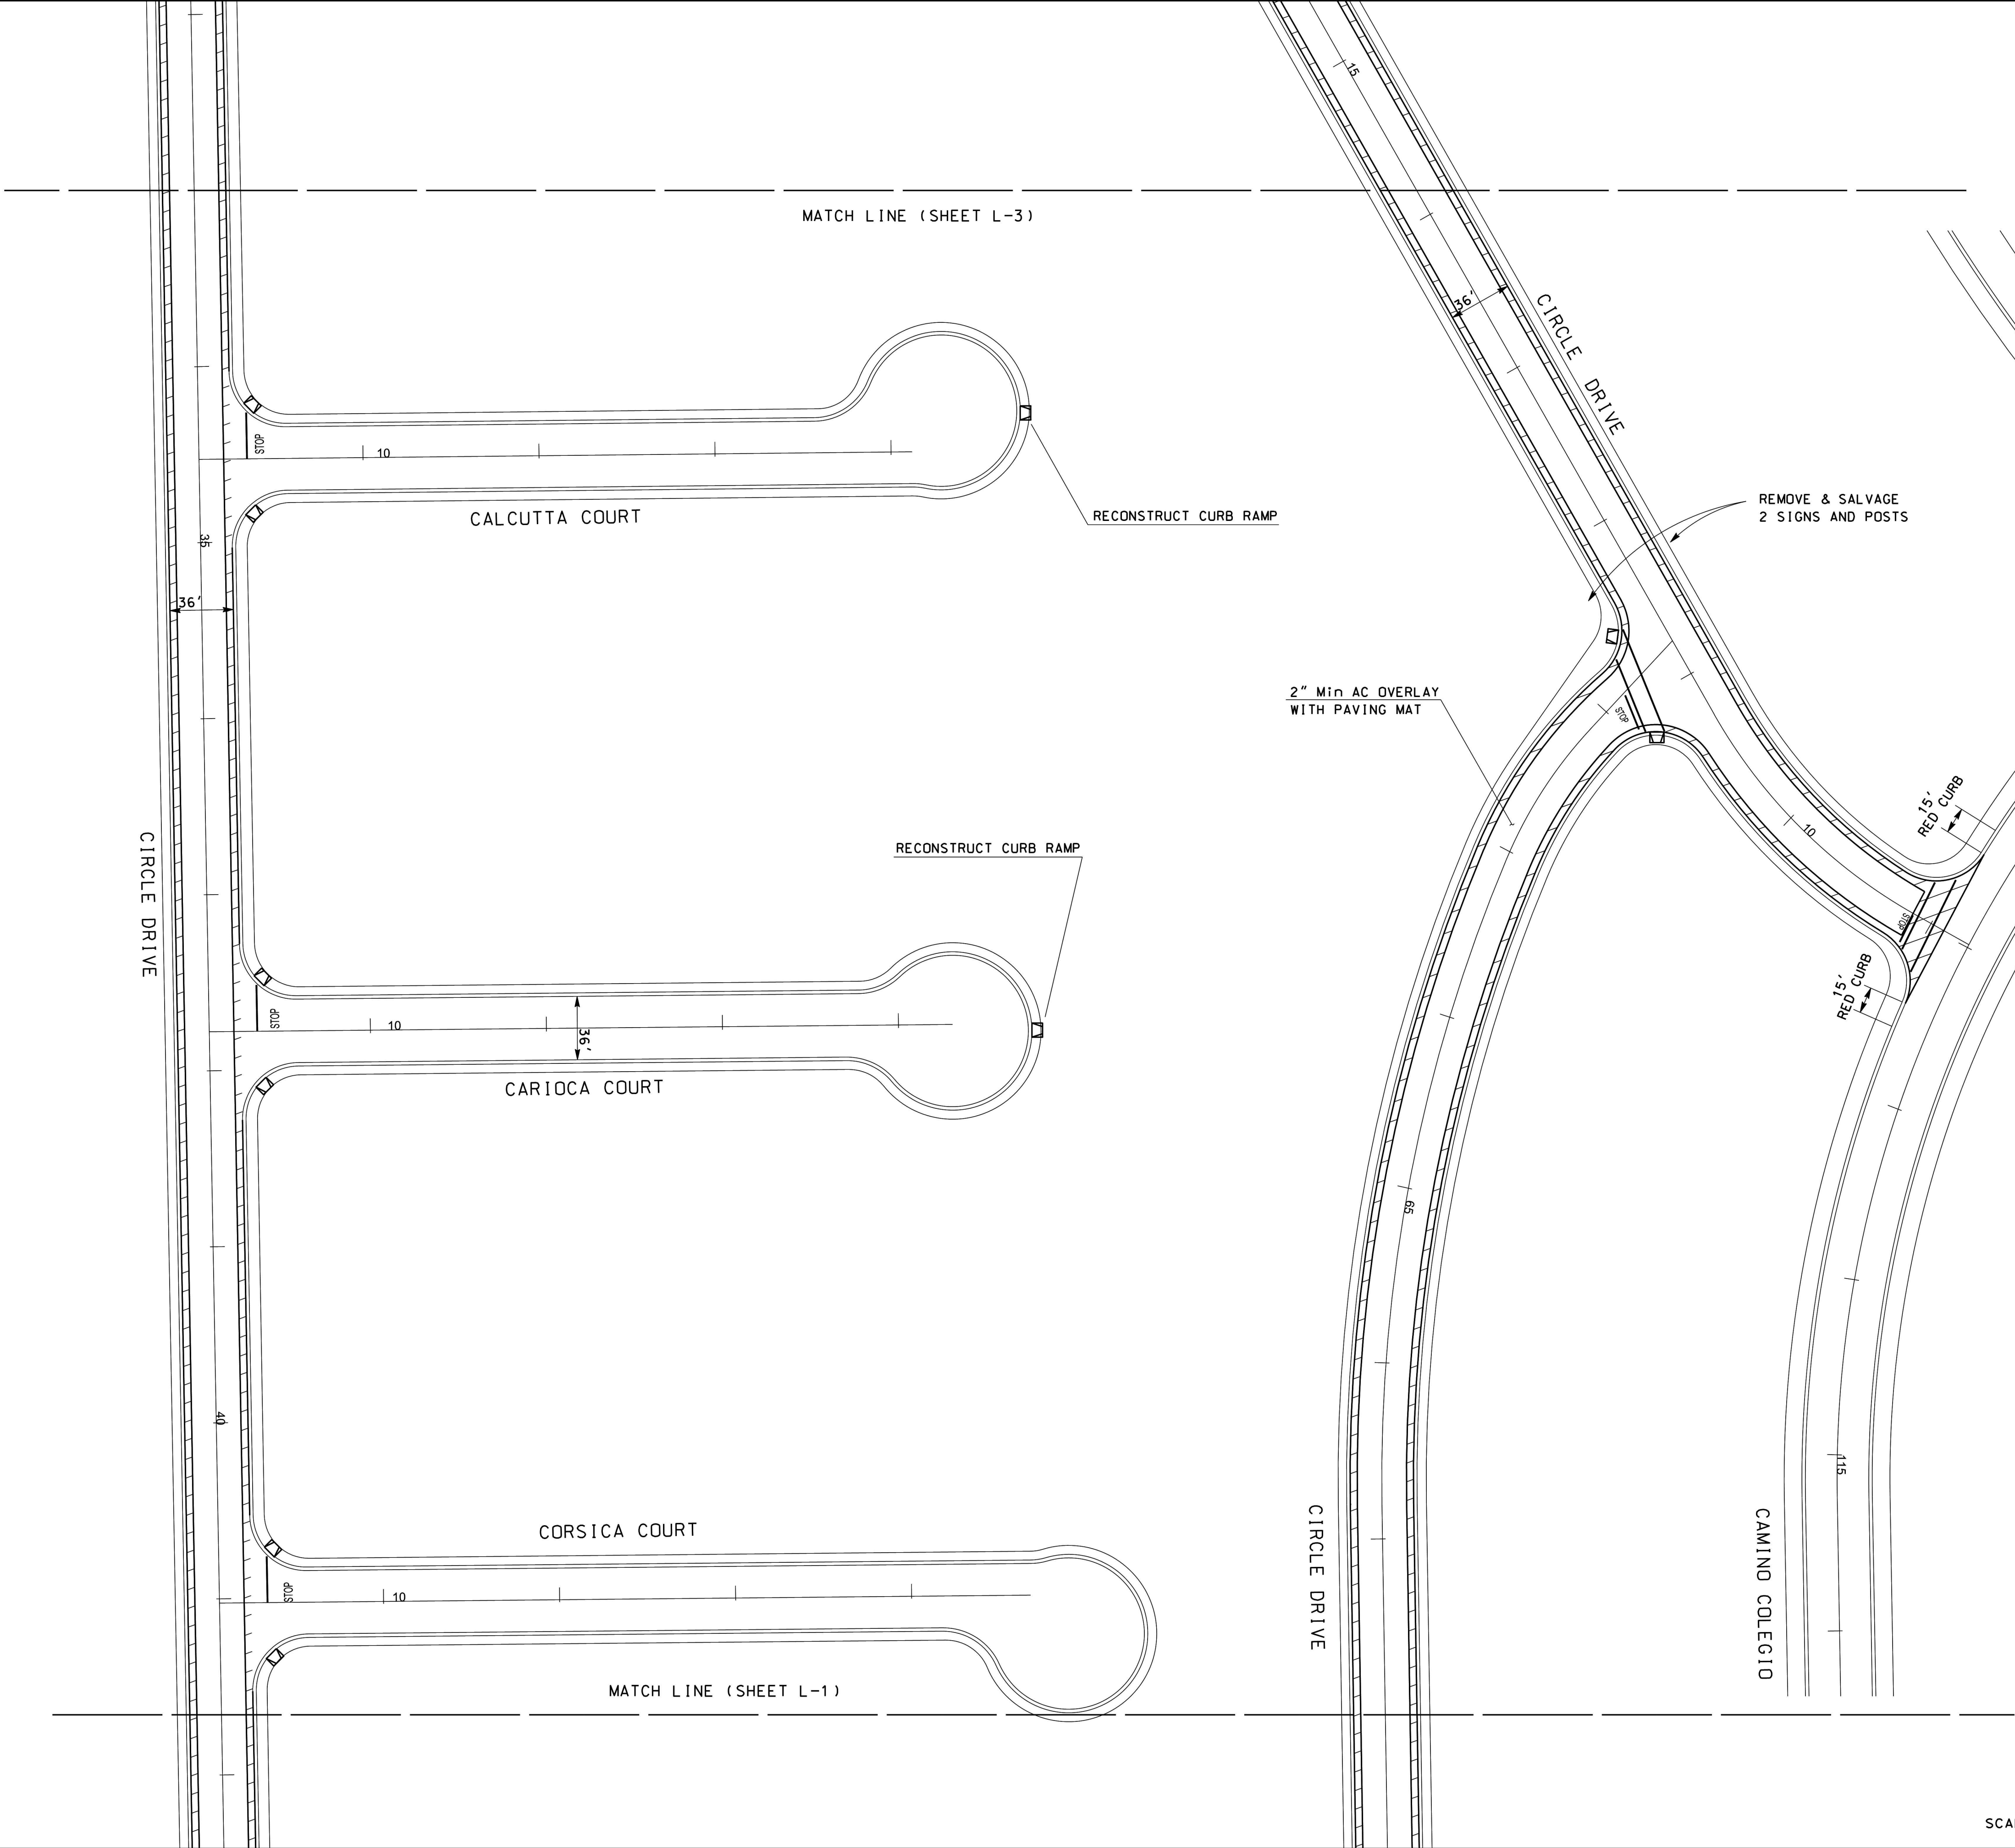 15
MATCH LINE (SHEET L-3)
36'
CIRCLE DRIVE
STOP
10
CALCUTTA COURT
RECONSTRUCT CURB RAMP
REMOVE & SALVAGE
2 SIGNS AND POSTS
35
36'
2" Min AC OVERLAY
WITH PAVING MAT
STOP
15'
RED CURB
10
STOP
15'
RED CURB
CIRCLE DRIVE
RECONSTRUCT CURB RAMP
STOP
10
36'
CARIOCA COURT
65
40
115
CORSICA COURT
STOP
10
CIRCLE DRIVE
CAMINO COLEGIO
MATCH LINE (SHEET L-1)